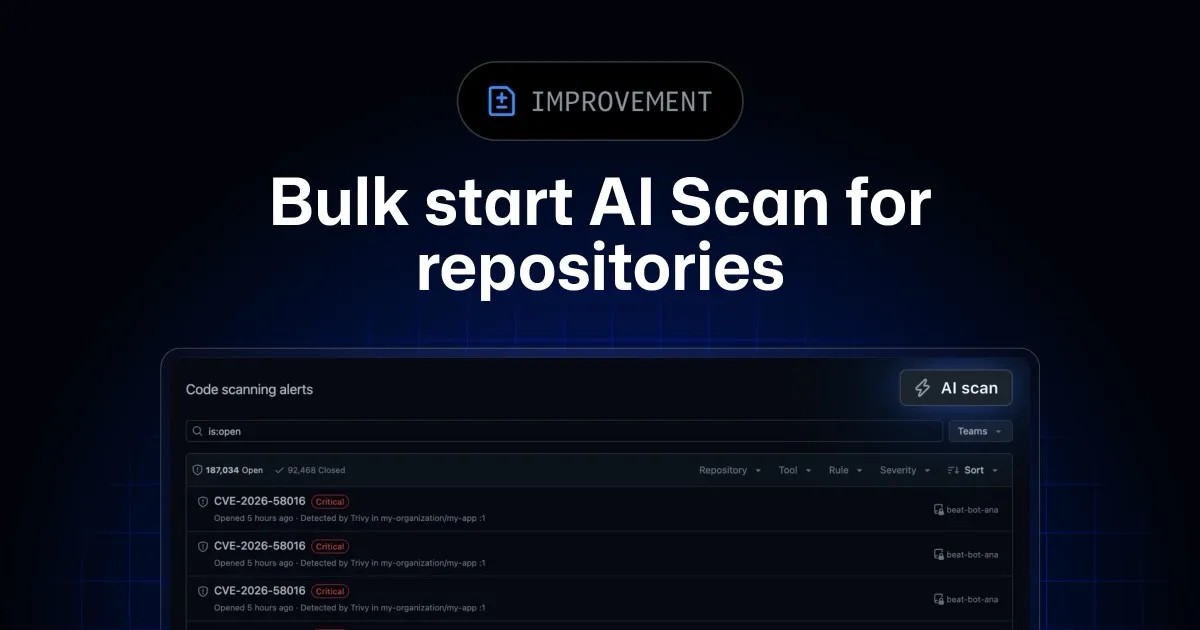 IMPROVEMENT
Bulk start AI Scan for
repositories
Code scanning alerts
AI scan
is:open
Teams
187,034 Open 92,468 Closed Repository Tool Rule Severity Sort
CVE-2026-58016 Critical
Opened 5 hours ago · Detected by Trivy in my-organization/my-app :1
beat-bot-ana
CVE-2026-58016 Critical
Opened 5 hours ago · Detected by Trivy in my-organization/my-app :1
beat-bot-ana
CVE-2026-58016 Critical
Opened 5 hours ago · Detected by Trivy in my-organization/my-app :1
beat-bot-ana